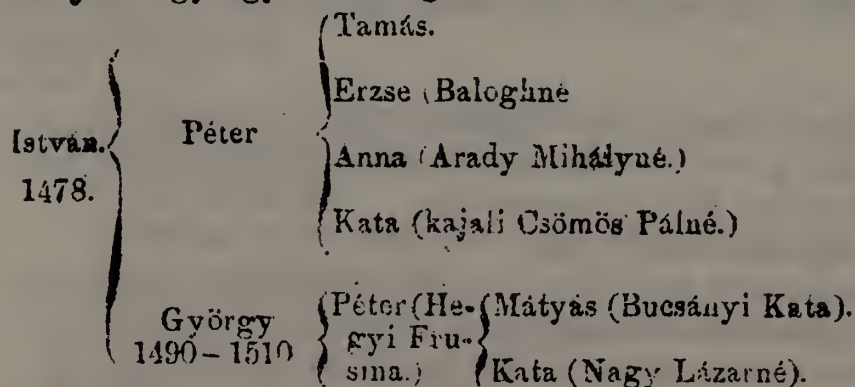 Tamás.
Erzse (Baloghné
István. Péter
Anna (Arady Mihályné.)
1478.
Kata (kajali Csömös Pálné.)
György Péter (He- Mátyás (Bucsányi Kata).
1490–1510 gyi Fru-
sina.) Kata (Nagy Lázárné).